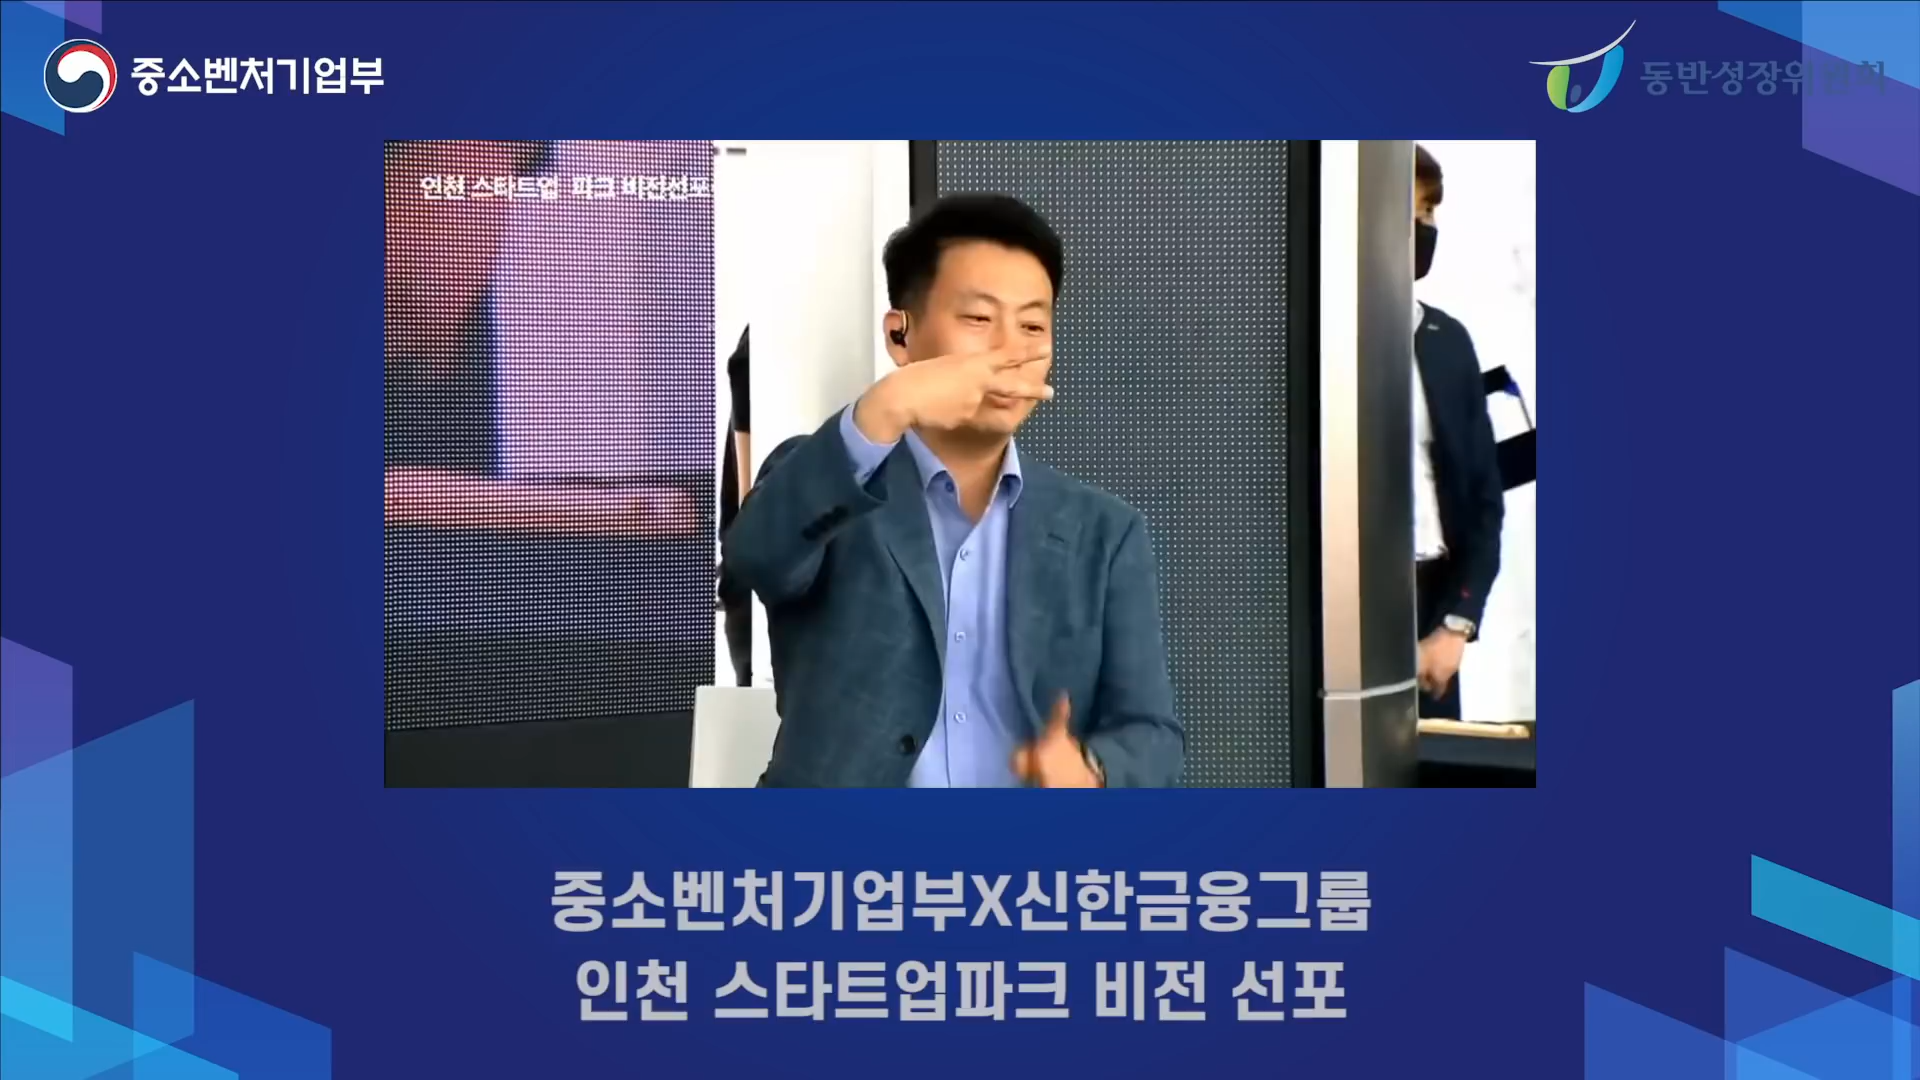 중소벤처기업부
동반성장위원회
인천 스타트업 파크 비전선포
중소벤처기업부X신한금융그룹
인천 스타트업파크 비전 선포